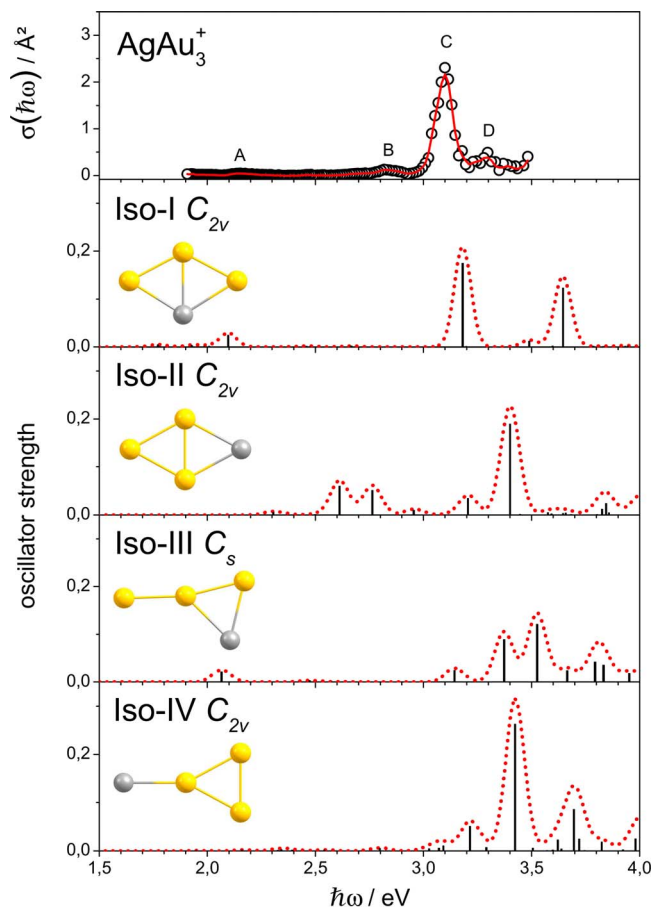 AgAu₃⁺
A
B
C
D
σ(ℏω) / Å²
3
2
1
0
Iso-I C₂ᵥ
0,2
0,0
Iso-II C₂ᵥ
0,2
0,0
Iso-III Cₛ
0,2
0,0
Iso-IV C₂ᵥ
0,2
0,0
oscillator strength
1,5 2,0 2,5 3,0 3,5 4,0
ℏω / eV